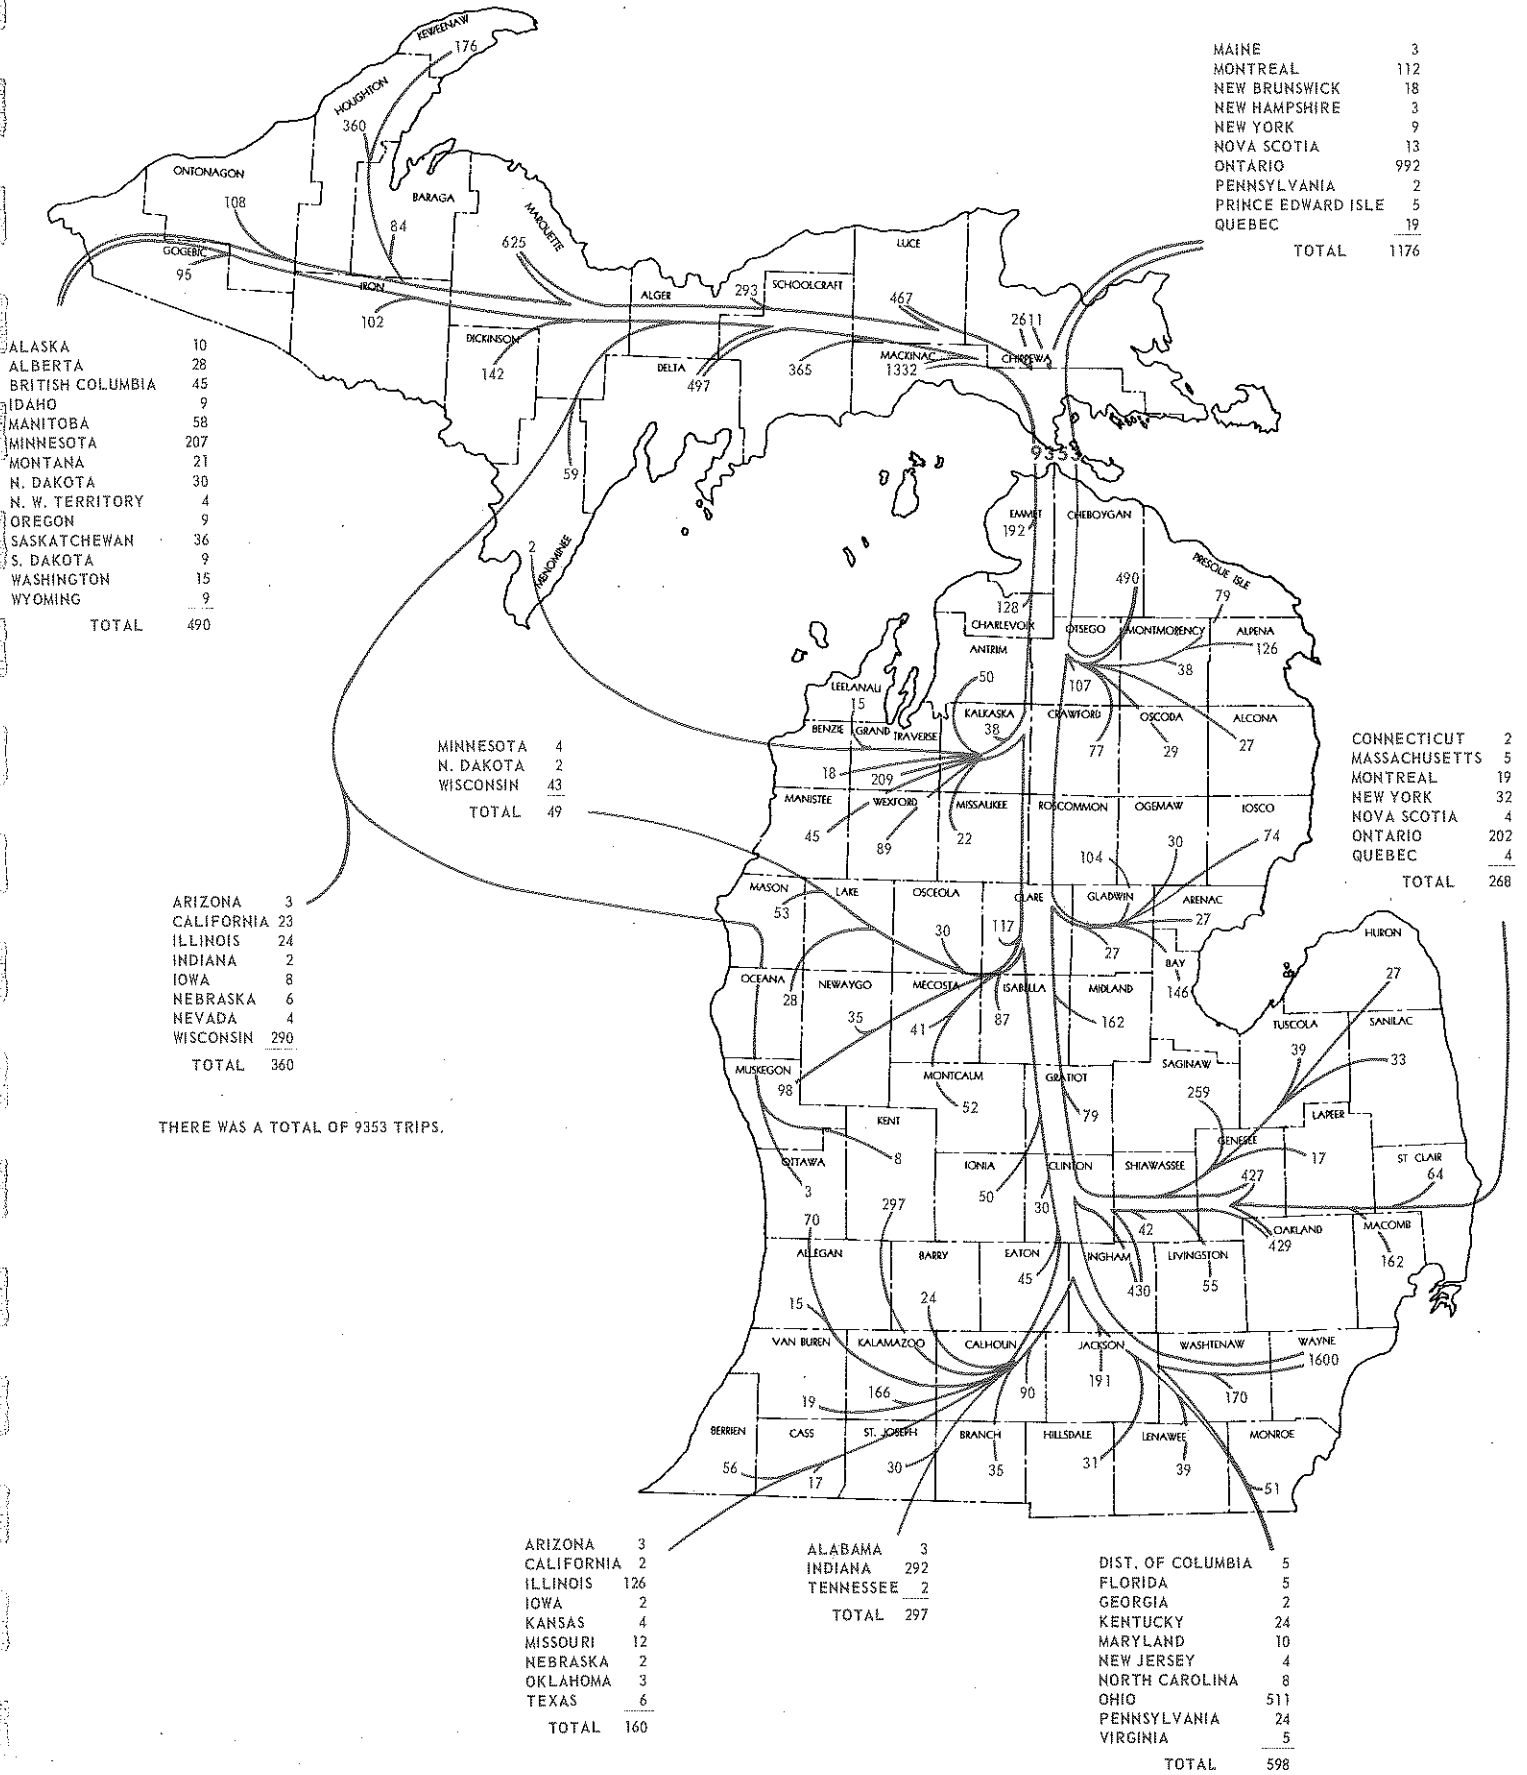 KEWEENAW
176
HOUGHTON
360
ONTONAGON
108
BARAGA
84
MAROUETTE
625
GOGEBIC
95
IRON
102
DICKINSON
142
ALGER
293
SCHOOLCRAFT
LUCE
467
2611
CHIPPEWA
MACKINAC
1332
365
DELTA
497
59
2
MENOMINEE
9353
MAINE 3
MONTREAL 112
NEW BRUNSWICK 18
NEW HAMPSHIRE 3
NEW YORK 9
NOVA SCOTIA 13
ONTARIO 992
PENNSYLVANIA 2
PRINCE EDWARD ISLE 5
QUEBEC 19
TOTAL 1176
ALASKA 10
ALBERTA 28
BRITISH COLUMBIA 45
IDAHO 9
MANITOBA 58
MINNESOTA 207
MONTANA 21
N. DAKOTA 30
N. W. TERRITORY 4
OREGON 9
SASKATCHEWAN 36
S. DAKOTA 9
WASHINGTON 15
WYOMING 9
TOTAL 490
EMMET
192
CHEBOYGAN
490
PRESQUE ISLE
79
128
CHARLEVOIX
OTSEGO
MONTMORENCY
ALPENA
126
ANTRIM
50
107
38
LEELANAU
15
BENZIE
GRAND TRAVERSE
KALKASKA
38
CRAWFORD
77
OSCODA
29
ALCONA
27
18
209
MANISTEE
45
WEXFORD
89
MISSAUKEE
22
ROSCOMMON
104
OGEMAW
30
IOSCO
74
MINNESOTA 4
N. DAKOTA 2
WISCONSIN 43
TOTAL 49
CONNECTICUT 2
MASSACHUSETTS 5
MONTREAL 19
NEW YORK 32
NOVA SCOTIA 4
ONTARIO 202
QUEBEC 4
TOTAL 268
ARIZONA 3
CALIFORNIA 23
ILLINOIS 24
INDIANA 2
IOWA 8
NEBRASKA 6
NEVADA 4
WISCONSIN 290
TOTAL 360
THERE WAS A TOTAL OF 9353 TRIPS.
MASON
53
LAKE
28
OSCEOLA
30
CLARE
117
GLADWIN
27
ARENAC
27
BAY
146
HURON
27
OCEANA
NEWAYGO
35
MECOSTA
41
ISABELLA
87
MIDLAND
162
TUSCOLA
39
SANILAC
33
MUSKEGON
98
MONTCALM
52
GRATIOT
79
SAGINAW
259
LAPEER
17
KENT
8
GENESEE
427
OTTAWA
3
70
297
IONIA
50
CLINTON
30
SHIAWASSEE
42
ST CLAIR
64
OAKLAND
429
MACOMB
162
ALLEGAN
15
BARRY
24
EATON
45
INGHAM
430
LIVINGSTON
55
VAN BUREN
19
KALAMAZOO
166
CALHOUN
90
JACKSON
191
WASHTENAW
170
WAYNE
1600
BERRIEN
56
CASS
17
ST. JOSEPH
30
BRANCH
35
HILLSDALE
31
LENAWEE
39
MONROE
51
ARIZONA 3
CALIFORNIA 2
ILLINOIS 126
IOWA 2
KANSAS 4
MISSOURI 12
NEBRASKA 2
OKLAHOMA 3
TEXAS 6
TOTAL 160
ALABAMA 3
INDIANA 292
TENNESSEE 2
TOTAL 297
DIST. OF COLUMBIA 5
FLORIDA 5
GEORGIA 2
KENTUCKY 24
MARYLAND 10
NEW JERSEY 4
NORTH CAROLINA 8
OHIO 511
PENNSYLVANIA 24
VIRGINIA 5
TOTAL 598